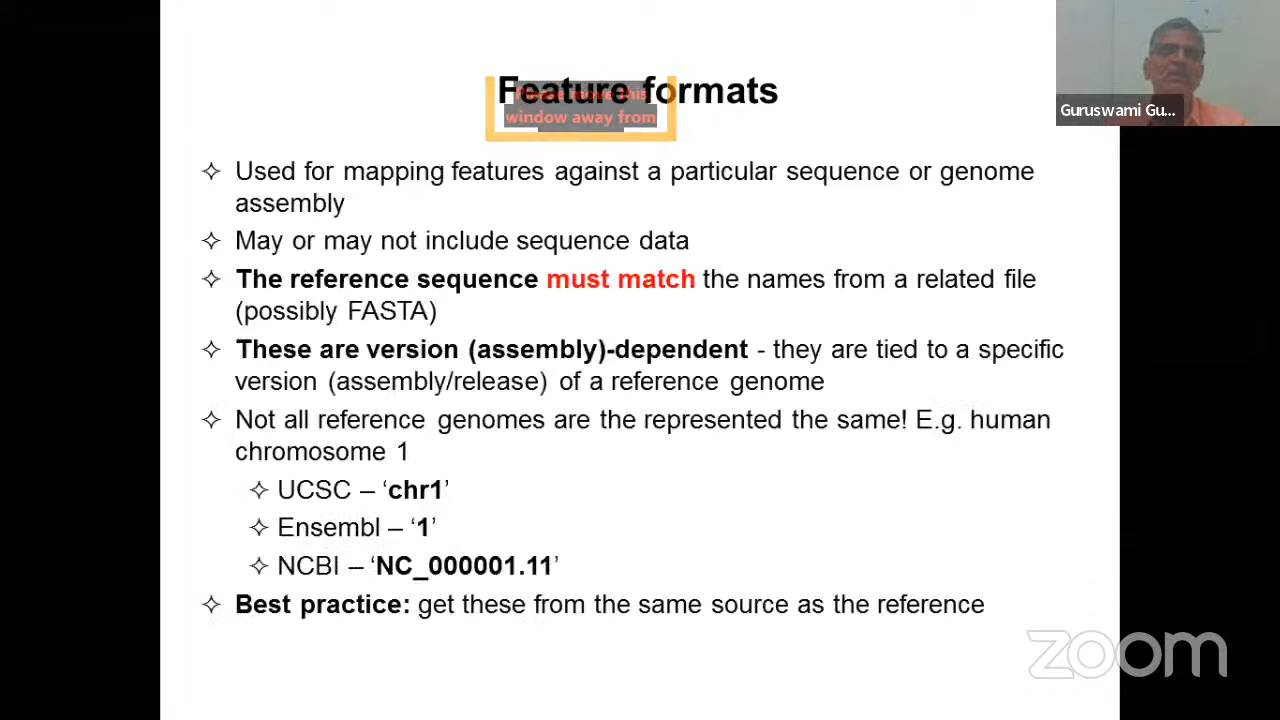 Feature formats
Please move this
window away from
Guruswami Gu...
✧ Used for mapping features against a particular sequence or genome
assembly
✧ May or may not include sequence data
✧ The reference sequence must match the names from a related file
(possibly FASTA)
✧ These are version (assembly)-dependent - they are tied to a specific
version (assembly/release) of a reference genome
✧ Not all reference genomes are the represented the same! E.g. human
chromosome 1
✧ UCSC – ‘chr1’
✧ Ensembl – ‘1’
✧ NCBI – ‘NC_000001.11’
✧ Best practice: get these from the same source as the reference
zoom